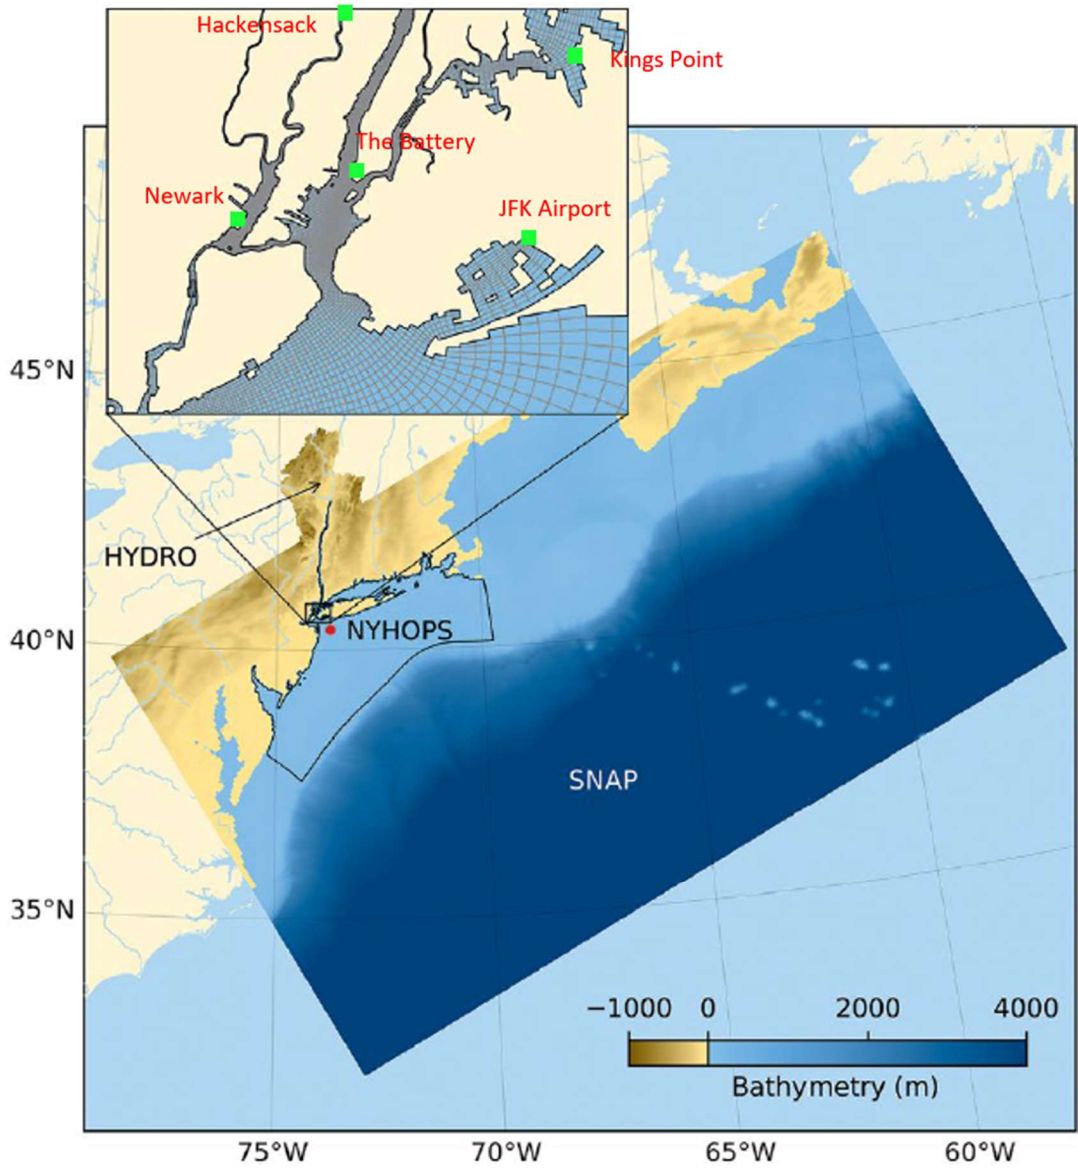 Hackensack
Kings Point
The Battery
Newark
JFK Airport
45°N
HYDRO
NYHOPS
40°N
SNAP
35°N
−1000 0 2000 4000
Bathymetry (m)
75°W 70°W 65°W 60°W